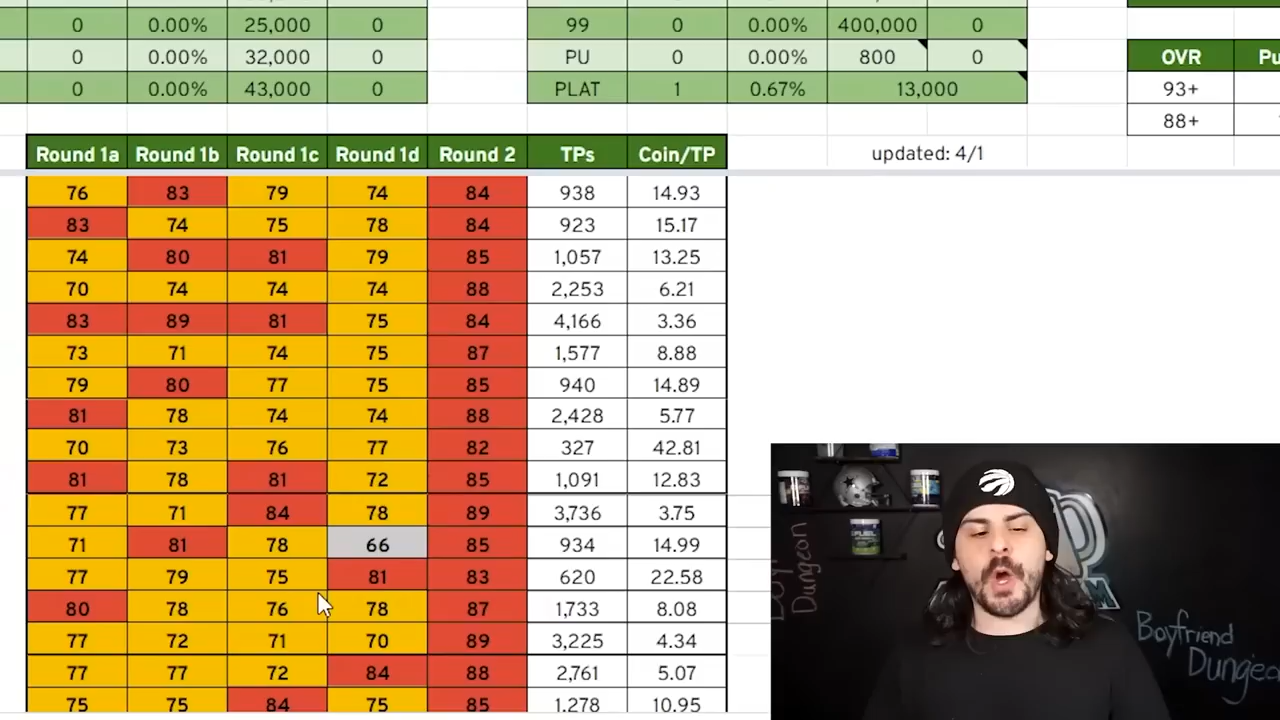 0 0.00% 25,000 0 99 0 0.00% 400,000 0
0 0.00% 32,000 0 PU 0 0.00% 800 0 OVR Pu
0 0.00% 43,000 0 PLAT 1 0.67% 13,000 93+
88+
Round 1a Round 1b Round 1c Round 1d Round 2 TPs Coin/TP updated: 4/1
76 83 79 74 84 938 14.93
83 74 75 78 84 923 15.17
74 80 81 79 85 1,057 13.25
70 74 74 74 88 2,253 6.21
83 89 81 75 84 4,166 3.36
73 71 74 75 87 1,577 8.88
79 80 77 75 85 940 14.89
81 78 74 74 88 2,428 5.77
70 73 76 77 82 327 42.81
81 78 81 72 85 1,091 12.83
77 71 84 78 89 3,736 3.75
71 81 78 66 85 934 14.99
77 79 75 81 83 620 22.58
80 78 76 78 87 1,733 8.08
77 72 71 70 89 3,225 4.34
77 77 72 84 88 2,761 5.07
75 75 84 85 1,278 10.95
Dungeon
Boyfriend
Dungeo